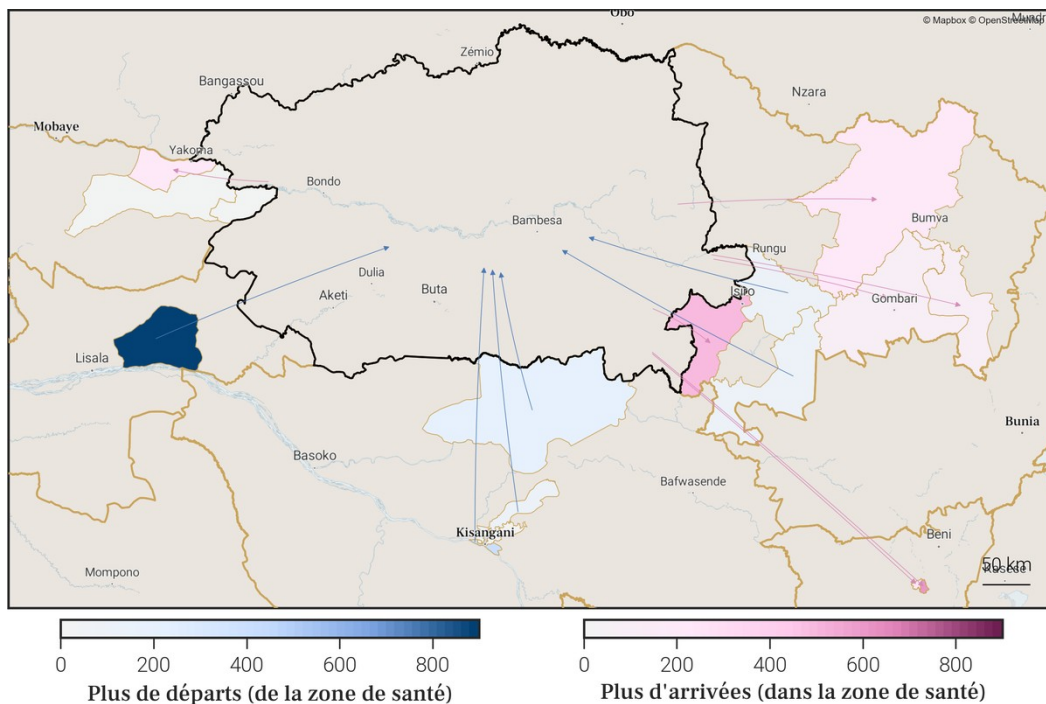 Obo
© Mapbox © OpenStreetMap
Zémio
Bangassou
Nzara
Mobaye
Yakoma
Bondo
Bambesa
Bumva
Rungu
Dulia
Buta
Aketi
Isiro
Gombari
Lisala
Bunia
Basoko
Bafwasende
Kisangani
Beni
50 km
Mompono
0 200 400 600 800
0 200 400 600 800
Plus de départs (de la zone de santé)
Plus d'arrivées (dans la zone de santé)